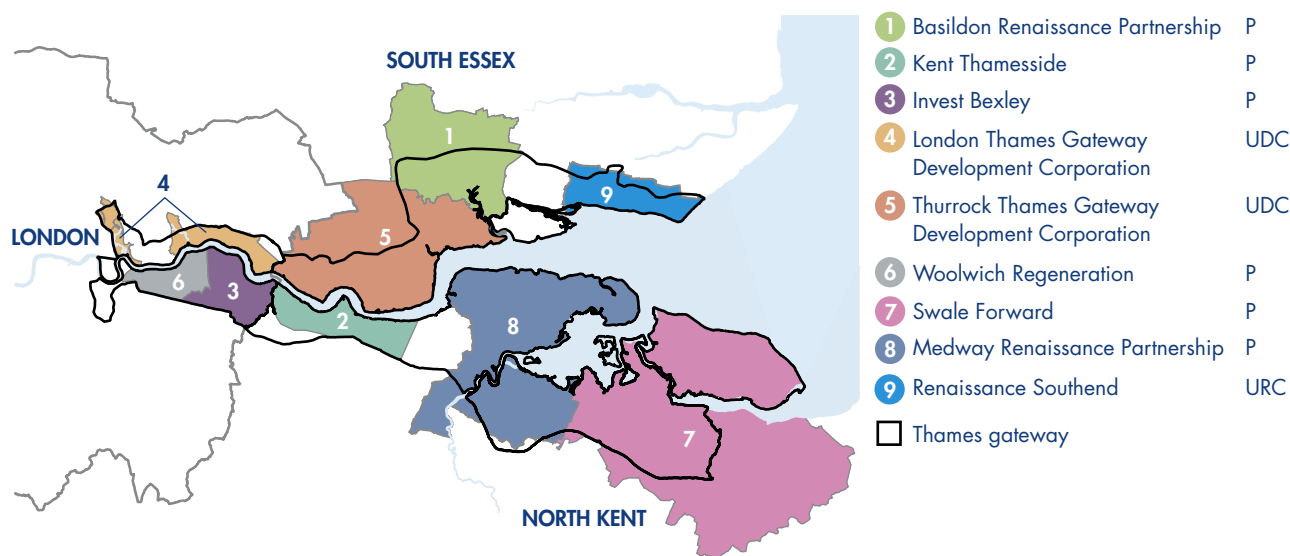 SOUTH ESSEX
1
9
4
LONDON
5
6
3
2
8
7
NORTH KENT
1 Basildon Renaissance Partnership P
2 Kent Thamesside P
3 Invest Bexley P
4 London Thames Gateway UDC
Development Corporation
5 Thurrock Thames Gateway UDC
Development Corporation
6 Woolwich Regeneration P
7 Swale Forward P
8 Medway Renaissance Partnership P
9 Renaissance Southend URC
Thames gateway